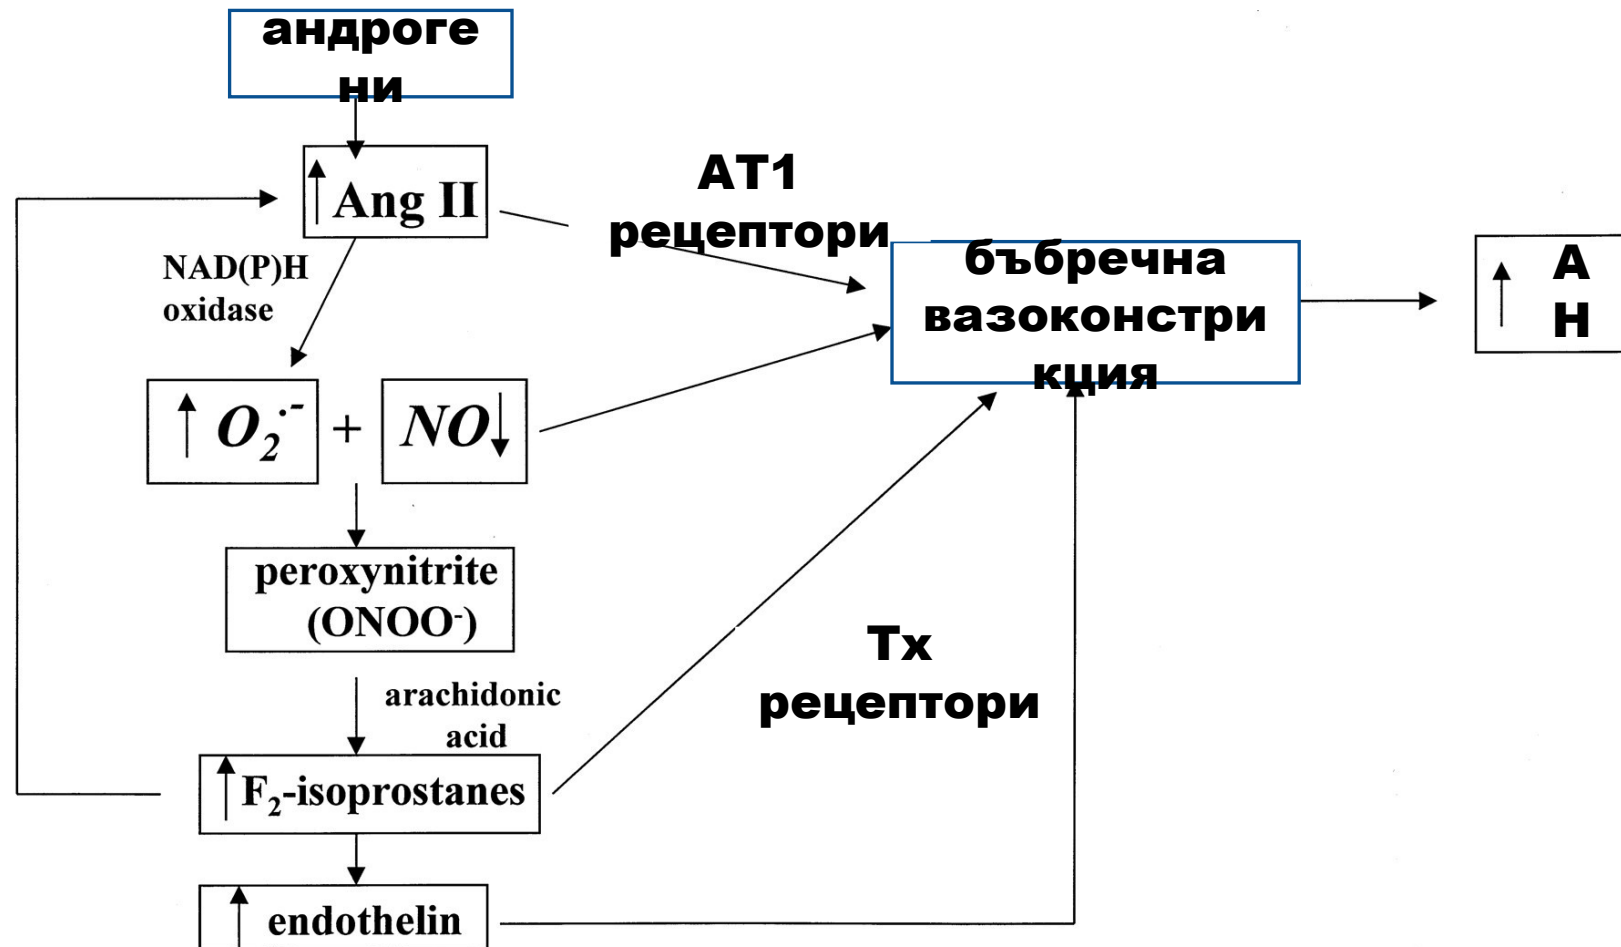 андроге
ни
↑ Ang II
AT1
рецептори
NAD(P)H
oxidase
бъбречна
вазоконстри
кция
↑ А
Н
↑ O₂·- + NO↓
peroxynitrite
(ONOO⁻)
arachidonic
acid
Тх
рецептори
↑ F₂-isoprostanes
↑ endothelin